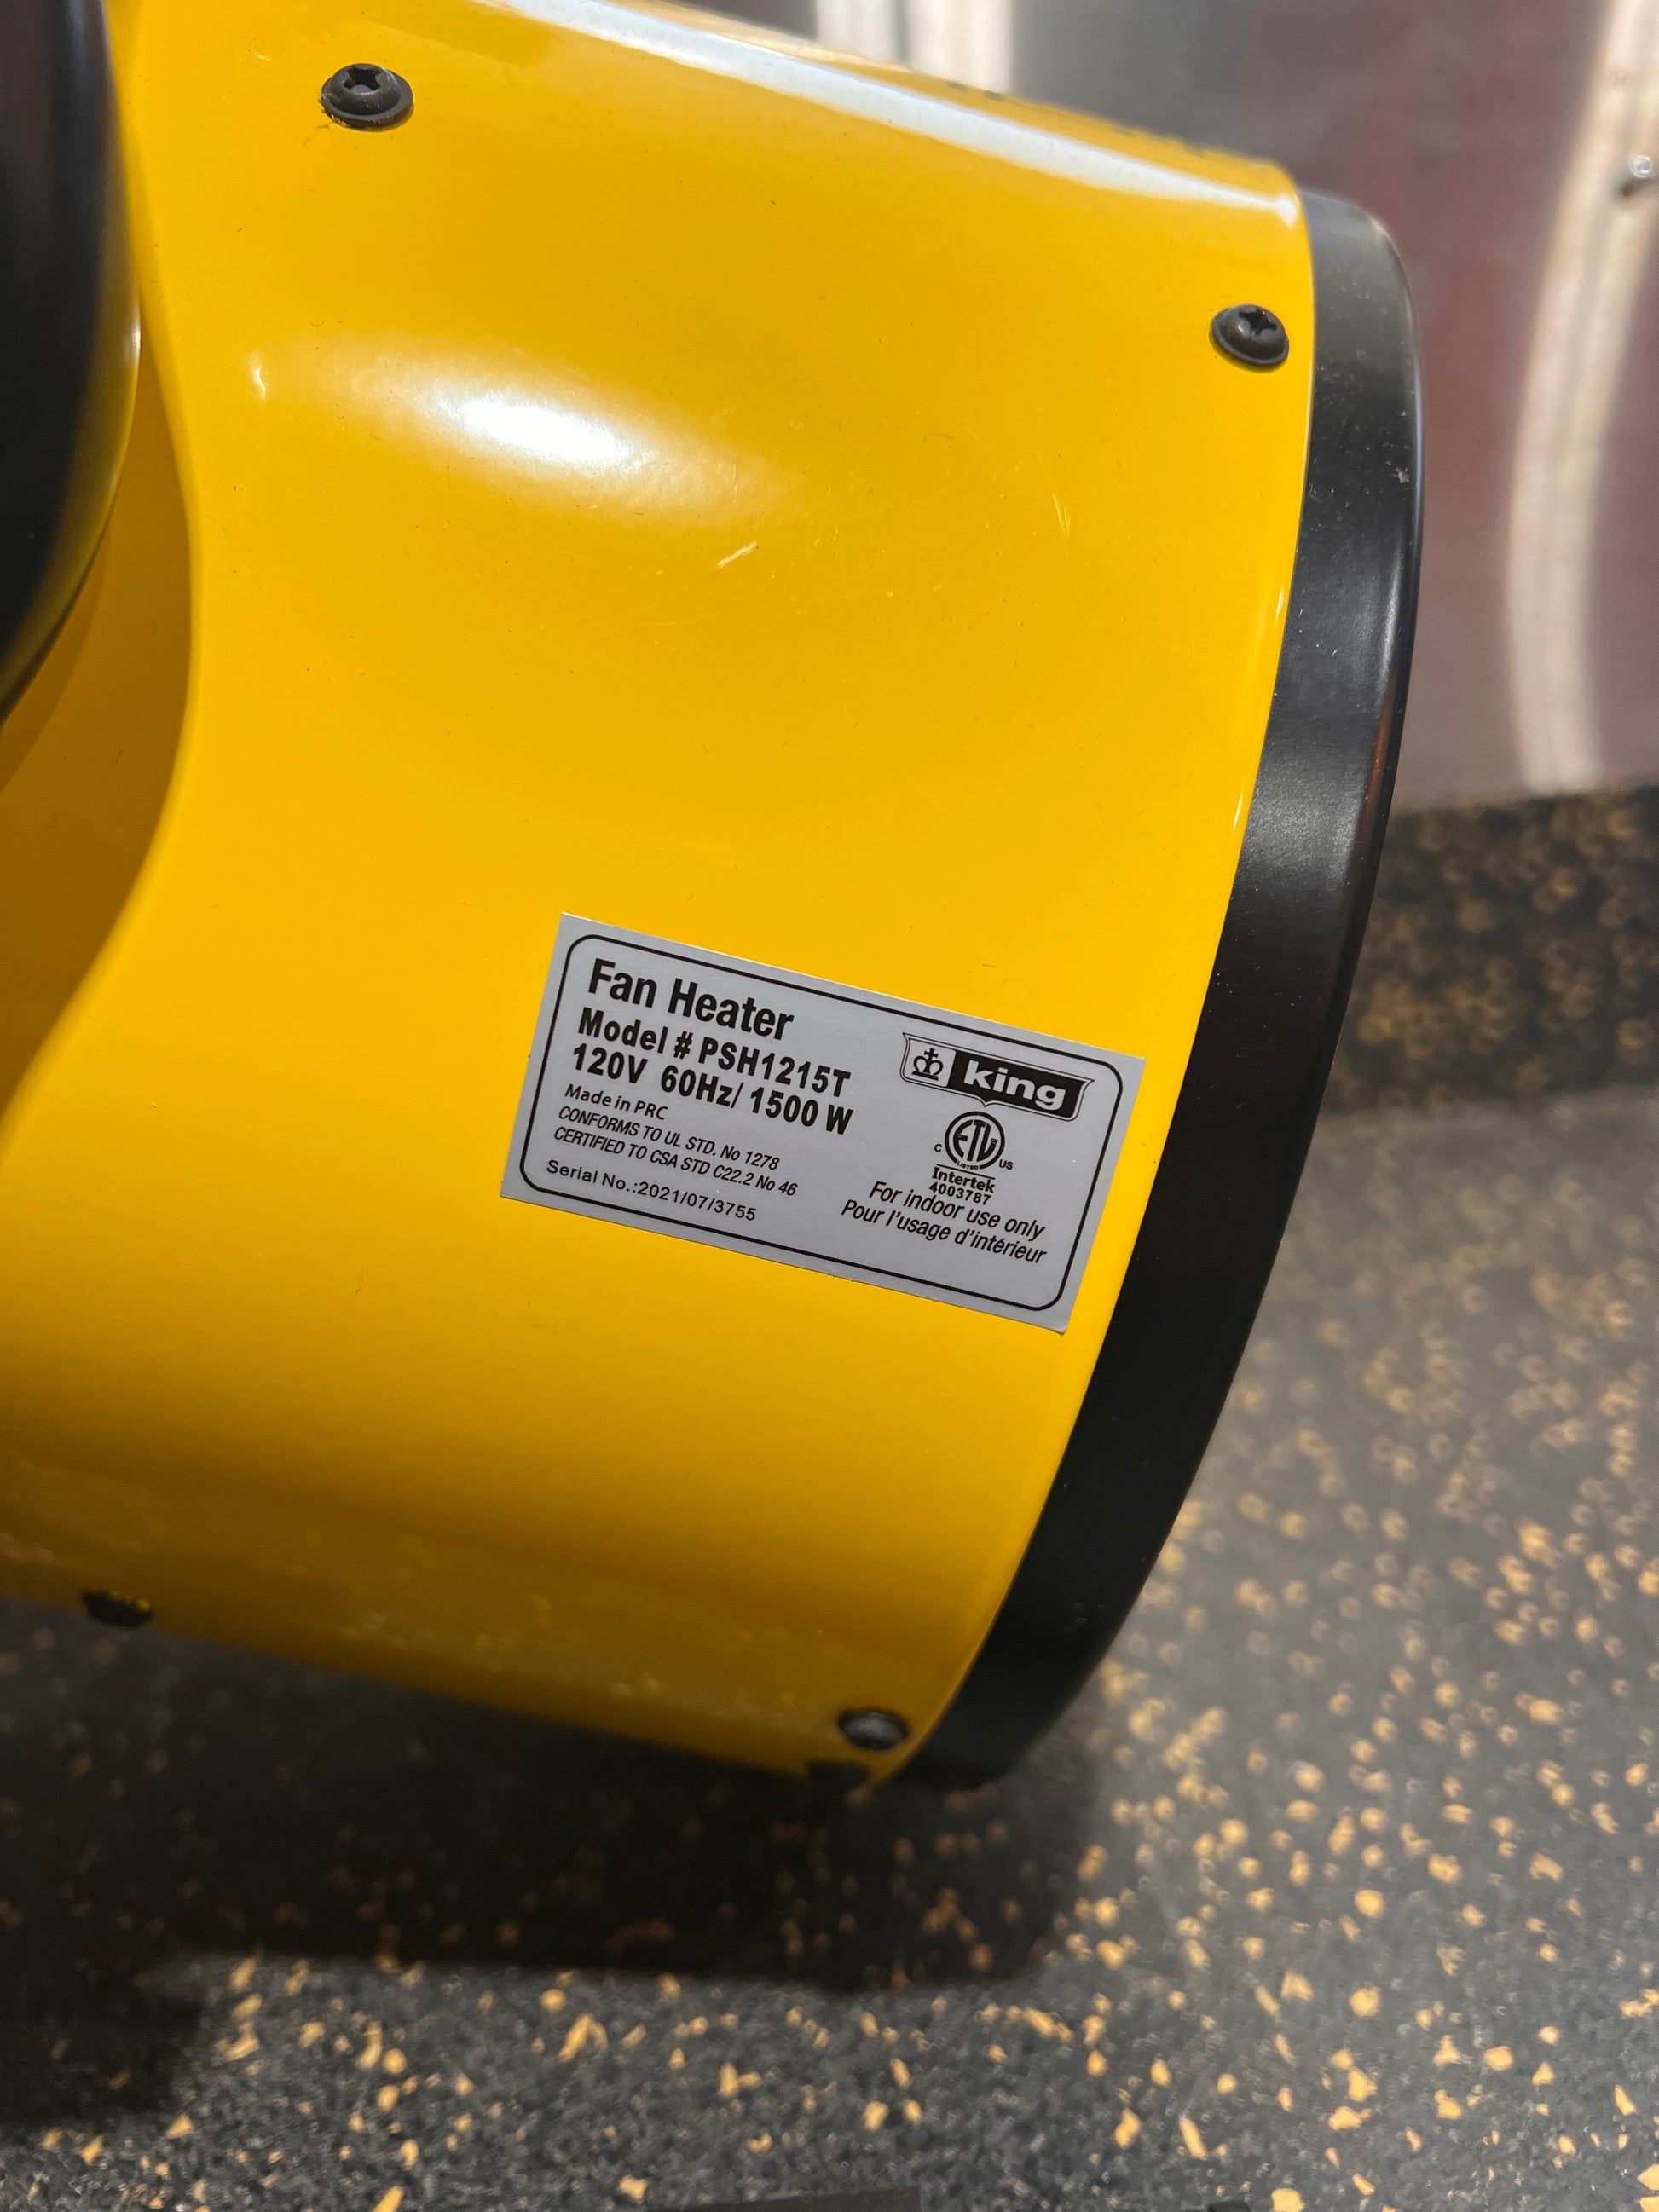 Fan Heater
Model # PSH1215T
120V 60Hz/ 1500 W
Made in PRC
CONFORMS TO UL STD. No 1278
CERTIFIED TO CSA STD C22.2 No 46
Serial No.:2021/07/3755
king
ETL
LISTED
C US
Intertek
4003787
For indoor use only
Pour l'usage d'intérieur